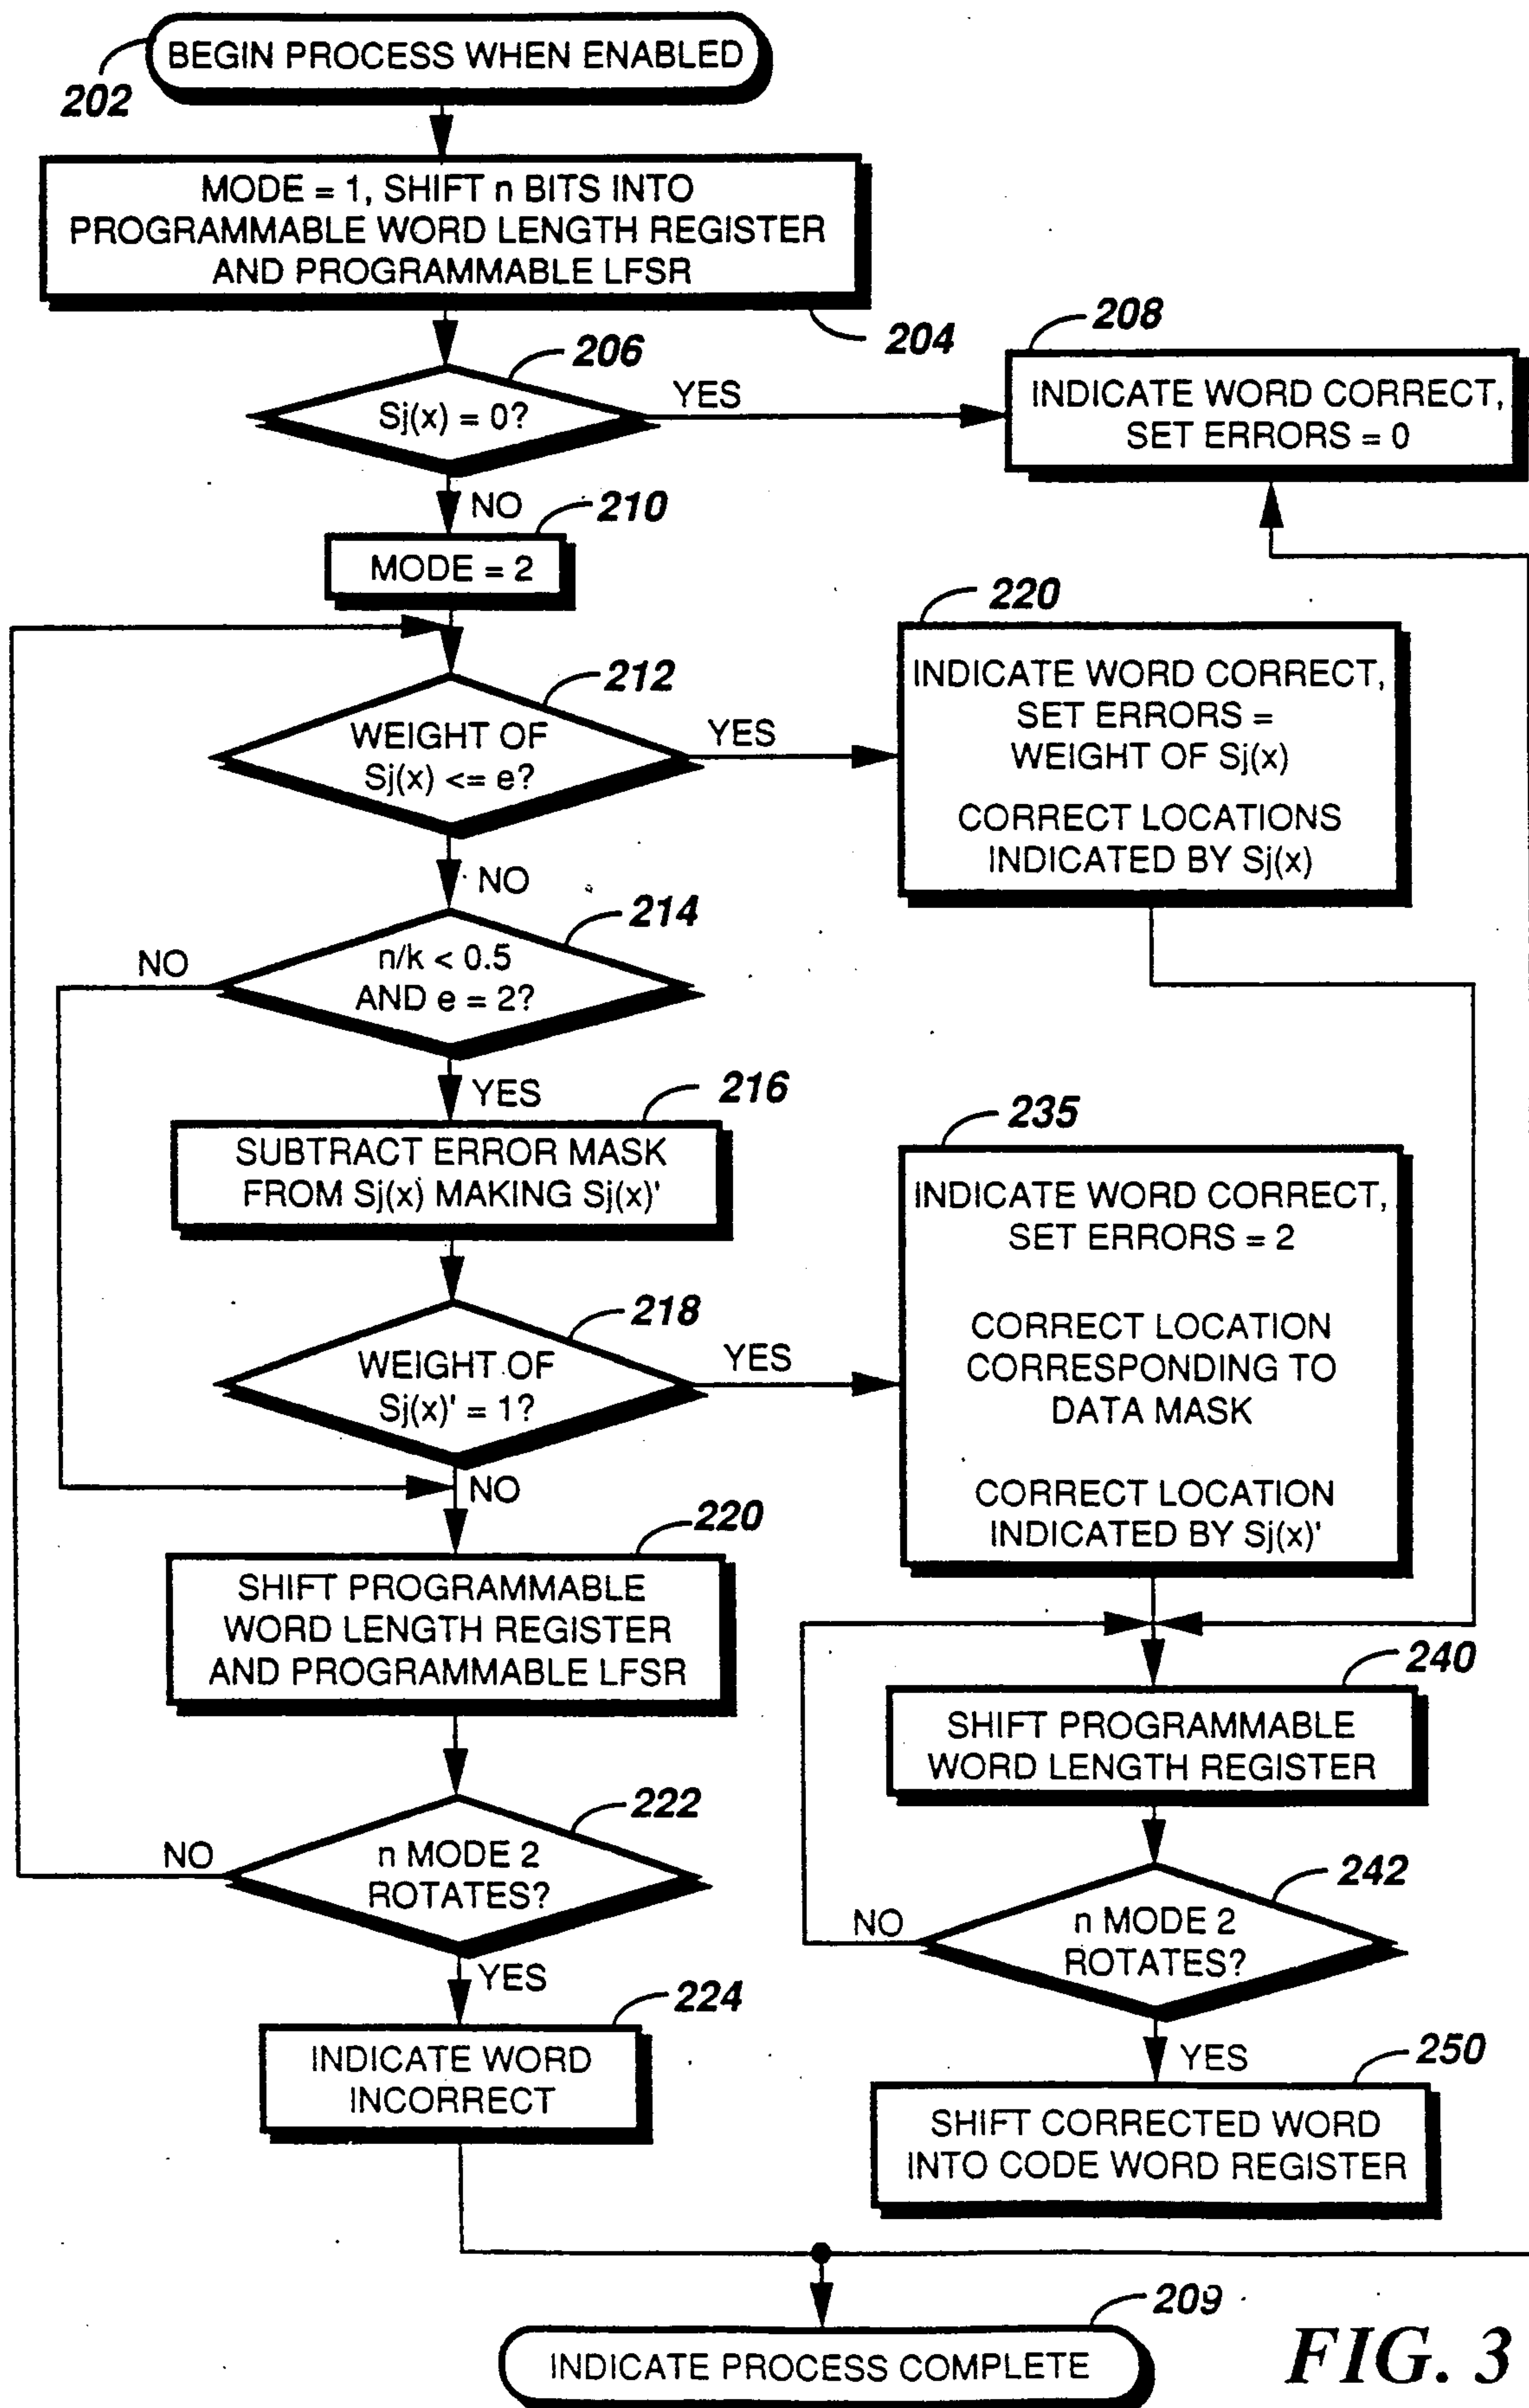 BEGIN PROCESS WHEN ENABLED
202
MODE = 1, SHIFT n BITS INTO
PROGRAMMABLE WORD LENGTH REGISTER
AND PROGRAMMABLE LFSR
204
206
Sj(x) = 0?
YES
NO
208
INDICATE WORD CORRECT,
SET ERRORS = 0
210
MODE = 2
212
WEIGHT OF
Sj(x) <= e?
YES
NO
220
INDICATE WORD CORRECT,
SET ERRORS =
WEIGHT OF Sj(x)
CORRECT LOCATIONS
INDICATED BY Sj(x)
214
n/k < 0.5
AND e = 2?
NO
YES
216
SUBTRACT ERROR MASK
FROM Sj(x) MAKING Sj(x)'
218
WEIGHT OF
Sj(x)' = 1?
YES
NO
235
INDICATE WORD CORRECT,
SET ERRORS = 2
CORRECT LOCATION
CORRESPONDING TO
DATA MASK
CORRECT LOCATION
INDICATED BY Sj(x)'
220
SHIFT PROGRAMMABLE
WORD LENGTH REGISTER
AND PROGRAMMABLE LFSR
222
n MODE 2
ROTATES?
NO
YES
224
INDICATE WORD
INCORRECT
240
SHIFT PROGRAMMABLE
WORD LENGTH REGISTER
242
n MODE 2
ROTATES?
NO
YES
250
SHIFT CORRECTED WORD
INTO CODE WORD REGISTER
209
INDICATE PROCESS COMPLETE
FIG. 3